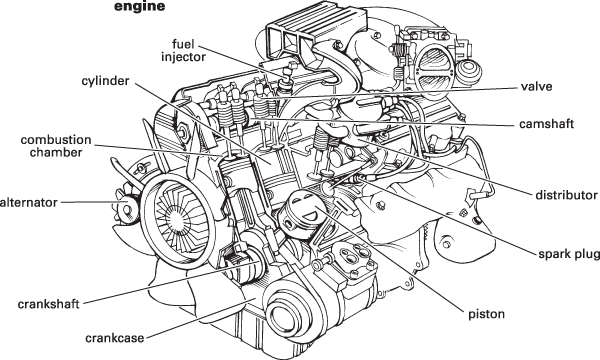 engine
fuel
injector
cylinder
valve
camshaft
combustion
chamber
distributor
alternator
spark plug
crankshaft
piston
crankcase